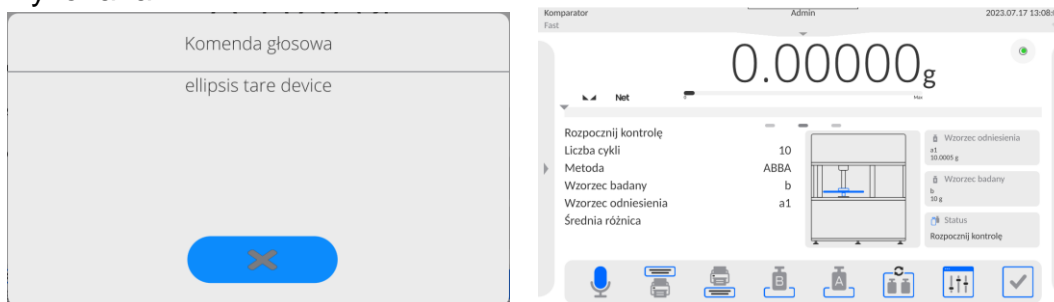 Komenda głosowa
ellipsis tare device
Komparator Admin 2023.07.17 13:08:
Fast
0.00000 g
Net 0 Max
Rozpocznij kontrolę
Liczba cykli 10
Metoda ABBA
Wzorzec badany b
Wzorzec odniesienia a1
Średnia różnica
Wzorzec odniesienia
a1
10.0005 g
Wzorzec badany
b
10 g
Status
Rozpocznij kontrolę
B A